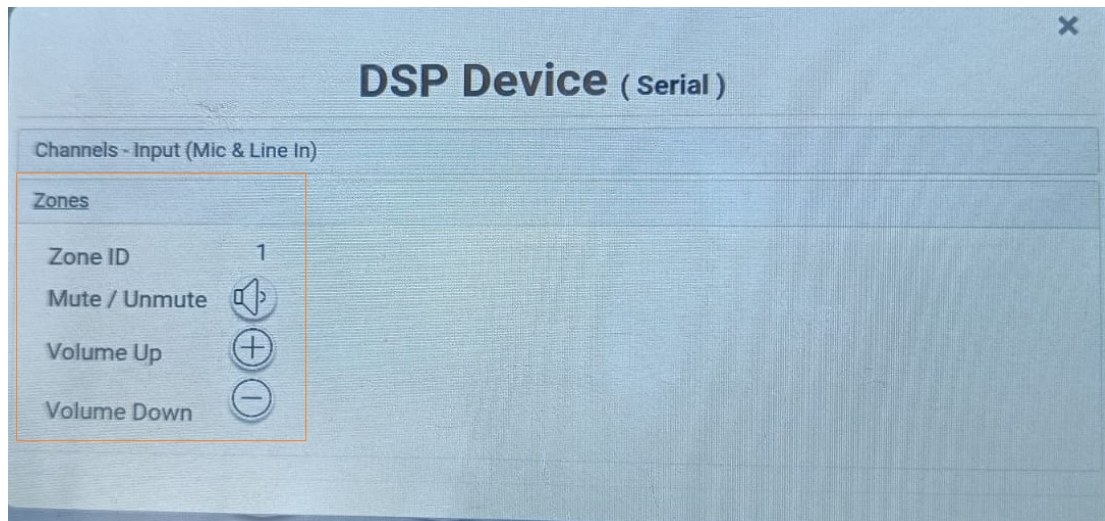 DSP Device ( Serial )
Channels - Input (Mic & Line In)
Zones
Zone ID 1
Mute / Unmute
Volume Up
Volume Down